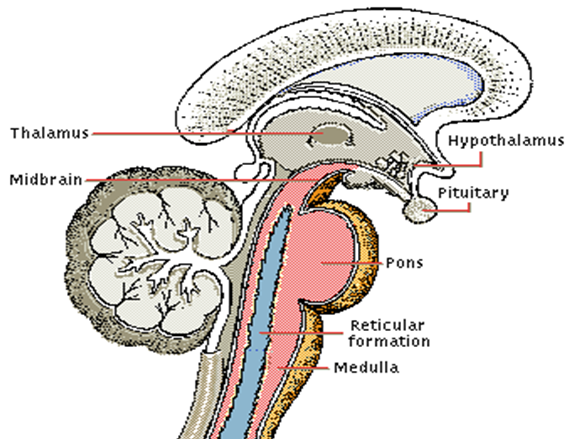 Thalamus
Hypothalamus
Midbrain
Pituitary
Pons
Reticular
formation
Medulla